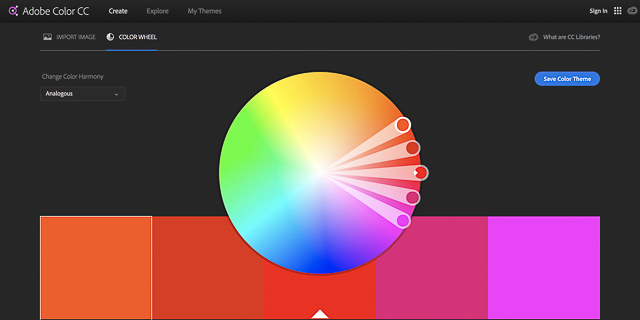 Adobe Color CC Create Explore My Themes Sign In
IMPORT IMAGE COLOR WHEEL What are CC Libraries?
Change Color Harmony
Analogous
Save Color Theme